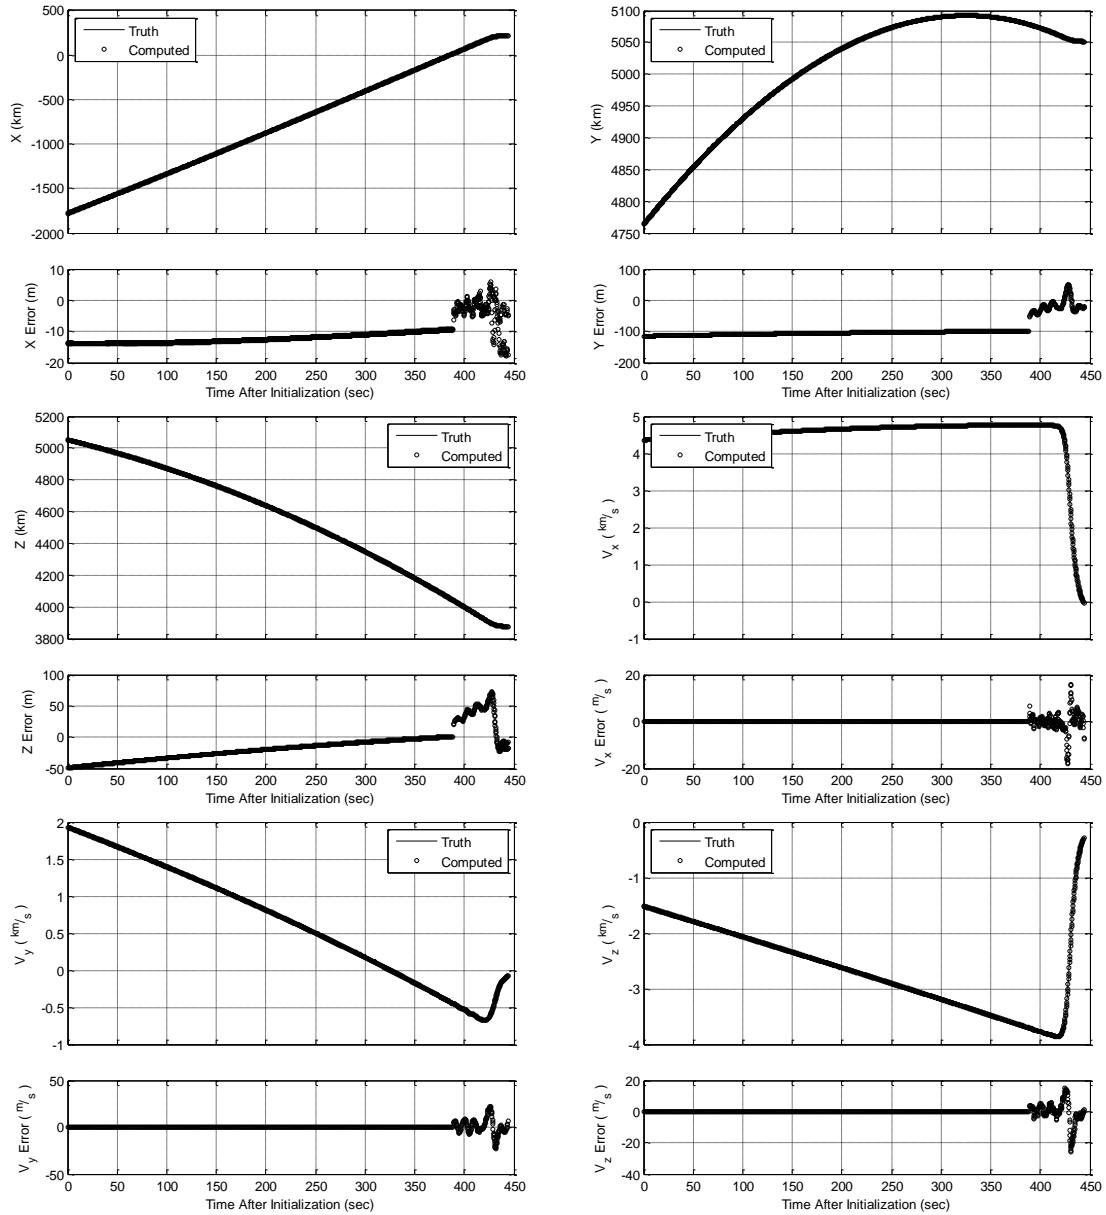 500
0
-500
-1000
-1500
-2000
X (km)
Truth
Computed
10
0
-10
-20
X Error (m)
0 50 100 150 200 250 300 350 400 450
Time After Initialization (sec)
5100
5050
5000
4950
4900
4850
4800
4750
Y (km)
Truth
Computed
100
0
-100
-200
Y Error (m)
0 50 100 150 200 250 300 350 400 450
Time After Initialization (sec)
5200
5000
4800
4600
4400
4200
4000
3800
Z (km)
Truth
Computed
100
50
0
-50
Z Error (m)
0 50 100 150 200 250 300 350 400 450
Time After Initialization (sec)
5
4
3
2
1
0
-1
Vx (km/s)
Truth
Computed
20
0
-20
Vx Error (m/s)
0 50 100 150 200 250 300 350 400 450
Time After Initialization (sec)
2
1.5
1
0.5
0
-0.5
-1
Vy (km/s)
Truth
Computed
50
0
-50
Vy Error (m/s)
0 50 100 150 200 250 300 350 400 450
Time After Initialization (sec)
0
-1
-2
-3
-4
Vz (km/s)
Truth
Computed
20
0
-20
-40
Vz Error (m/s)
0 50 100 150 200 250 300 350 400 450
Time After Initialization (sec)